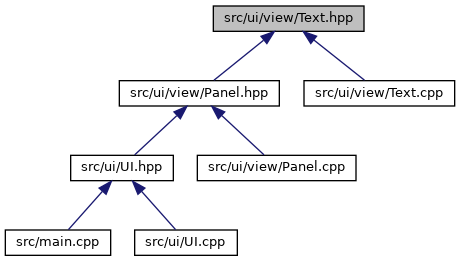 src/ui/view/Text.hpp
src/ui/view/Panel.hpp
src/ui/view/Text.cpp
src/ui/UI.hpp
src/ui/view/Panel.cpp
src/main.cpp
src/ui/UI.cpp